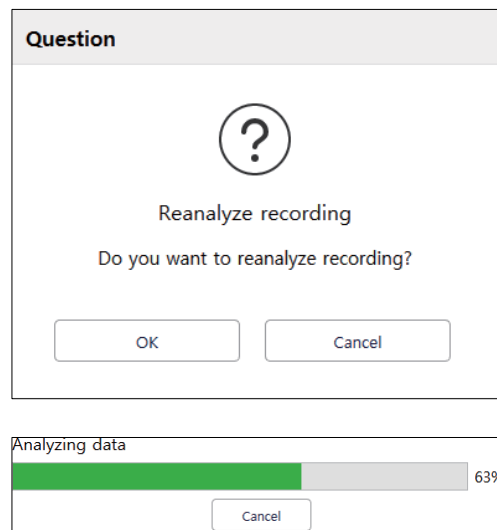 Question
?
Reanalyze recording
Do you want to reanalyze recording?
OK Cancel
Analyzing data
63%
Cancel